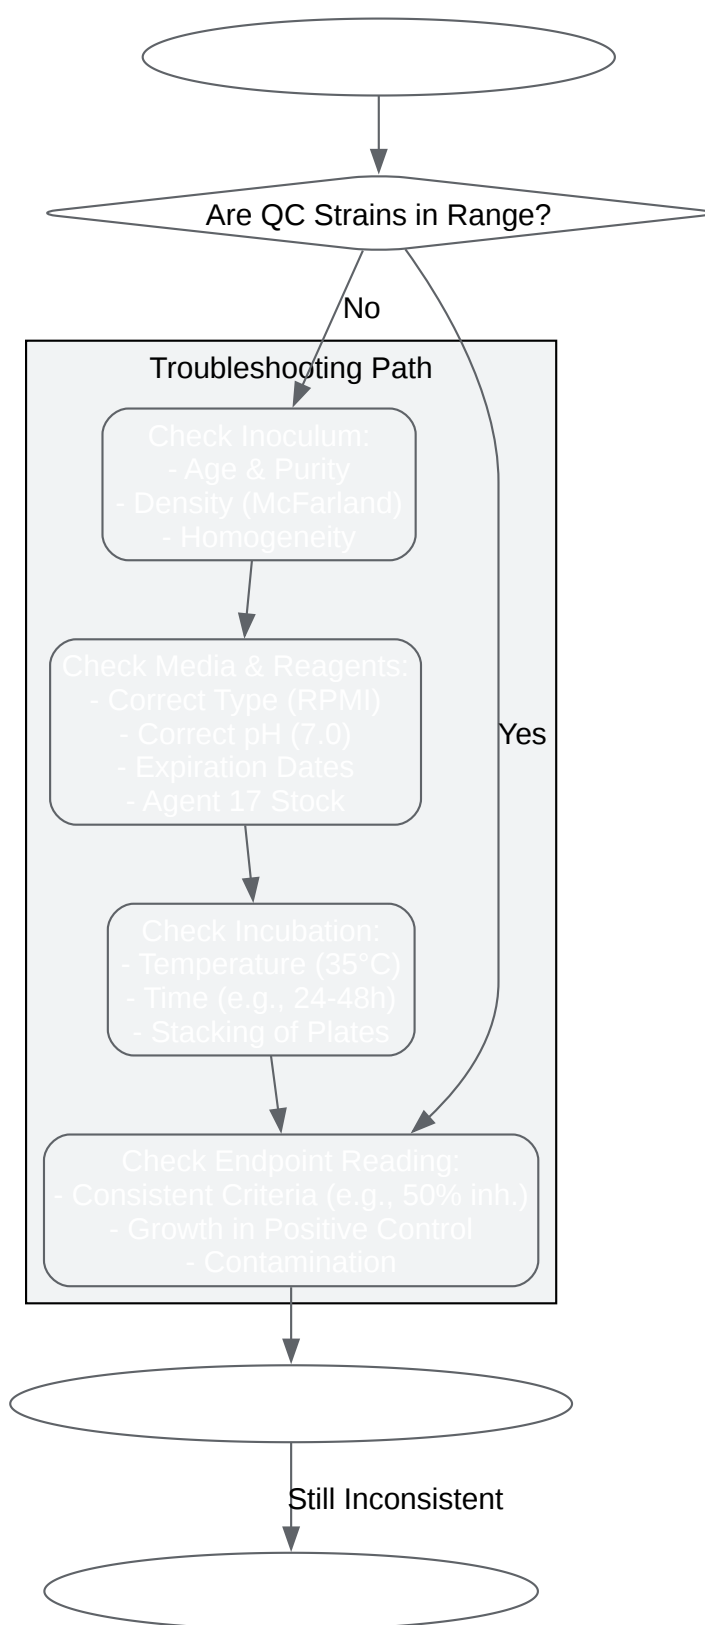 Are QC Strains in Range?
No
Troubleshooting Path
Check Inoculum:
- Age & Purity
- Density (McFarland)
- Homogeneity
Check Media & Reagents:
- Correct Type (RPMI)
- Correct pH (7.0)
- Expiration Dates
- Agent 17 Stock
Yes
Check Incubation:
- Temperature (35°C)
- Time (e.g., 24-48h)
- Stacking of Plates
Check Endpoint Reading:
- Consistent Criteria (e.g., 50% inh.)
- Growth in Positive Control
- Contamination
Still Inconsistent